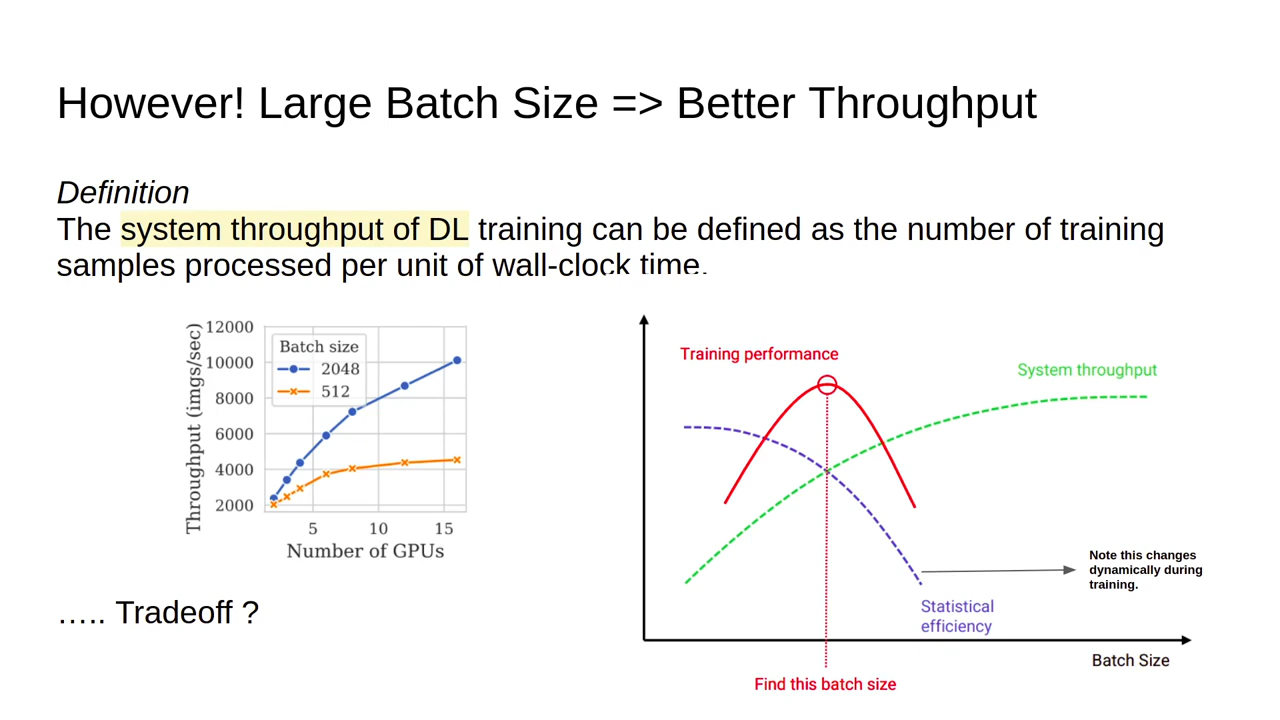 However! Large Batch Size => Better Throughput
Definition
The system throughput of DL training can be defined as the number of training
samples processed per unit of wall-clock time.
12000
10000
8000
6000
4000
2000
Throughput (imgs/sec)
Batch size
2048
512
5 10 15
Number of GPUs
….. Tradeoff ?
Training performance
System throughput
Note this changes
dynamically during
training.
Statistical
efficiency
Batch Size
Find this batch size